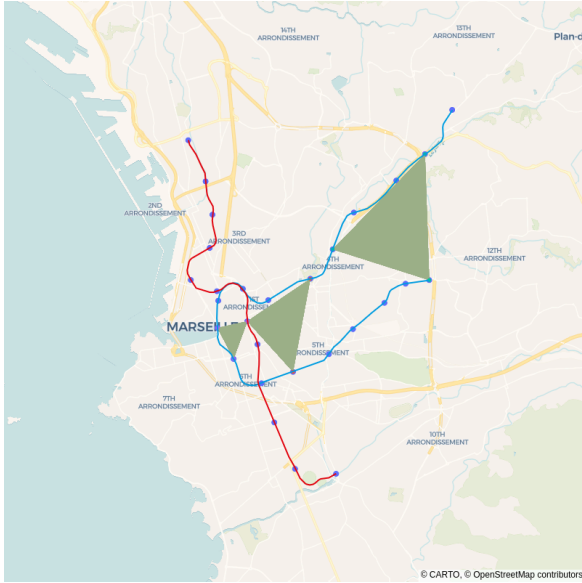 14TH
ARRONDISSEMENT
13TH
ARRONDISSEMENT
Plan-d
2ND
ARRONDISSEMENT
3RD
ARRONDISSEMENT
4TH
ARRONDISSEMENT
12TH
ARRONDISSEMENT
1ST
ARRONDISSEMENT
MARSEILLE
5TH
ARRONDISSEMENT
6TH
ARRONDISSEMENT
7TH
ARRONDISSEMENT
10TH
ARRONDISSEMENT
© CARTO, © OpenStreetMap contributors